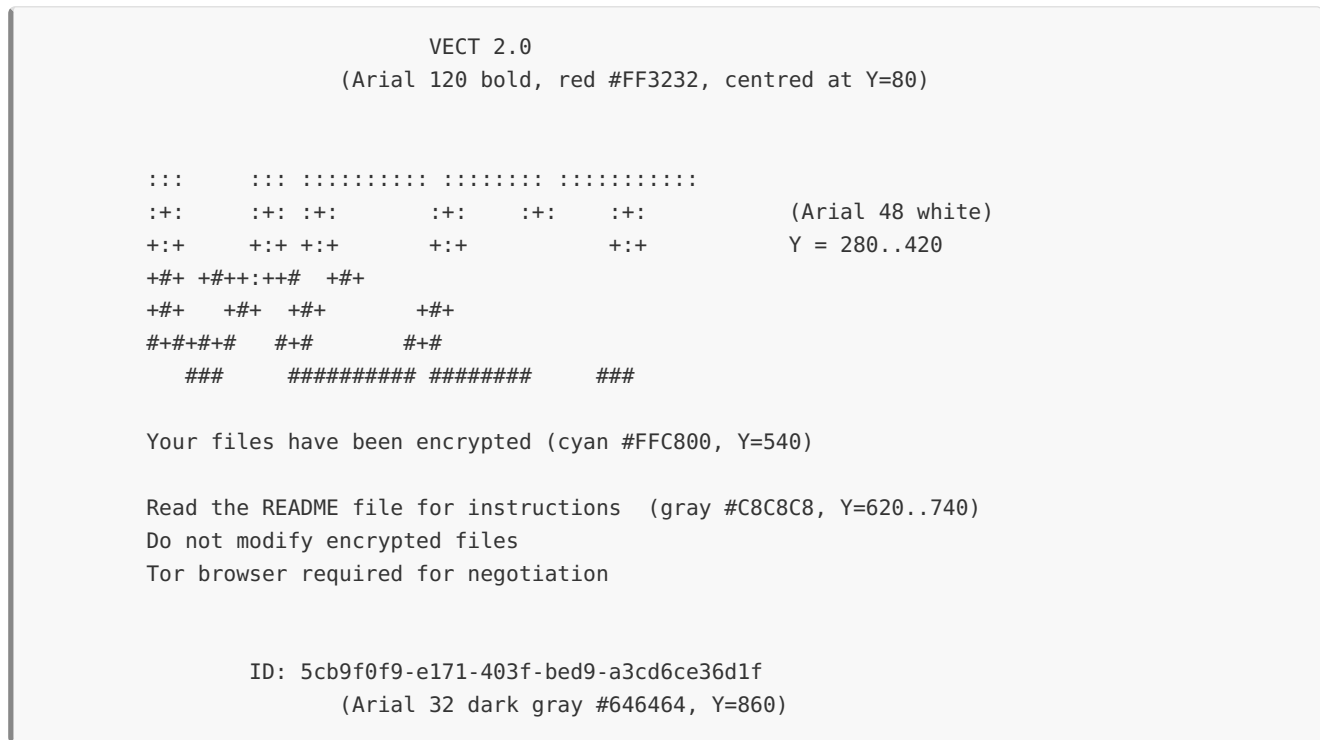 VECT 2.0
(Arial 120 bold, red #FF3232, centred at Y=80)
:::     ::: :::::::::: :::::::: :::::::::::
:+:     :+: :+:       :+:    :+:    :+:           (Arial 48 white)
+:+     +:+ +:+       +:+           +:+           Y = 280..420
+#+ +#++:++#  +#+
+#+   +#+  +#+       +#+
#+#+#+#   #+#       #+#
###     ########## ########     ###
Your files have been encrypted (cyan #FFC800, Y=540)
Read the README file for instructions  (gray #C8C8C8, Y=620..740)
Do not modify encrypted files
Tor browser required for negotiation
ID: 5cb9f0f9-e171-403f-bed9-a3cd6ce36d1f
(Arial 32 dark gray #646464, Y=860)